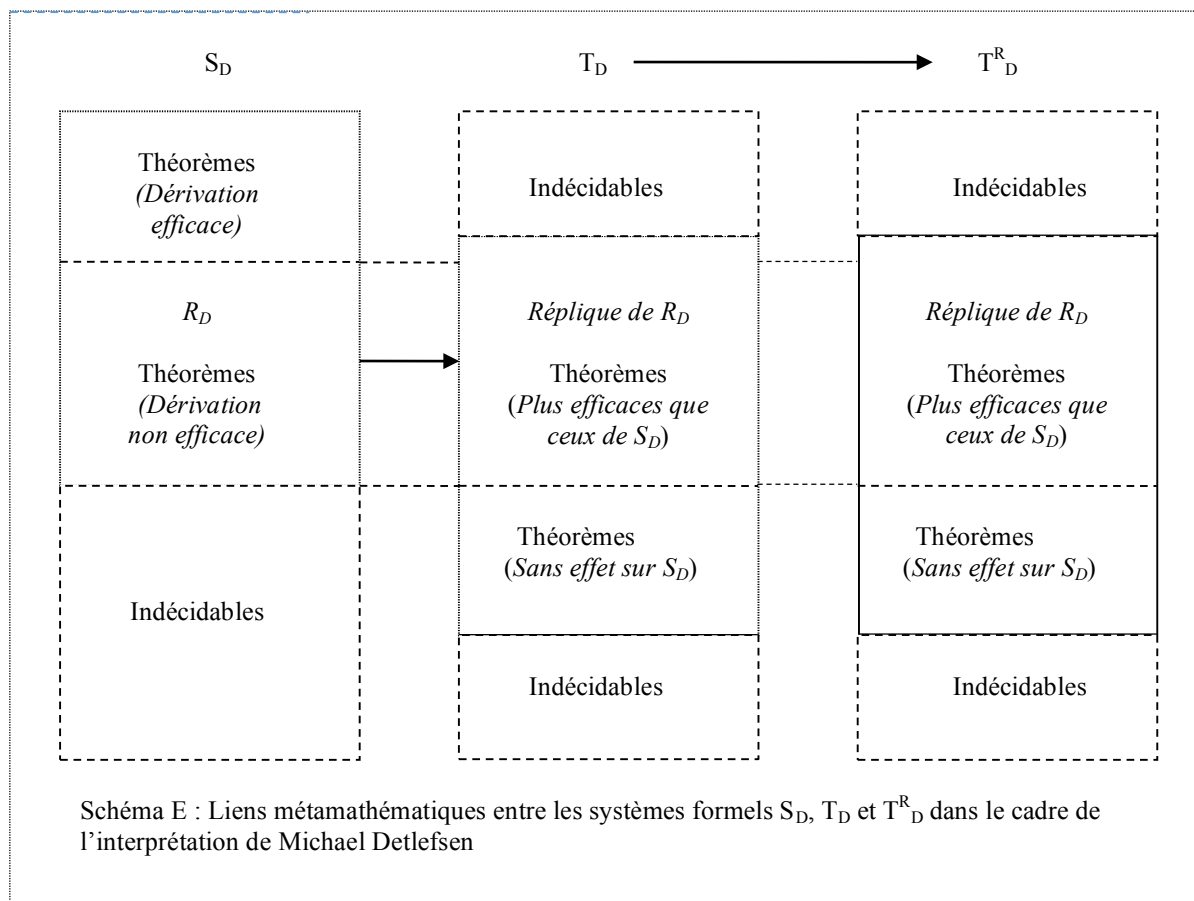 S_D
T_D
T^R_D
Théorèmes
(Dérivation
efficace)
R_D
Théorèmes
(Dérivation
non efficace)
Indécidables
Indécidables
Réplique de R_D
Théorèmes
(Plus efficaces que
ceux de S_D)
Théorèmes
(Sans effet sur S_D)
Indécidables
Indécidables
Réplique de R_D
Théorèmes
(Plus efficaces que
ceux de S_D)
Théorèmes
(Sans effet sur S_D)
Indécidables
Schéma E : Liens métamathématiques entre les systèmes formels S_D, T_D et T^R_D dans le cadre de
l’interprétation de Michael Detlefsen